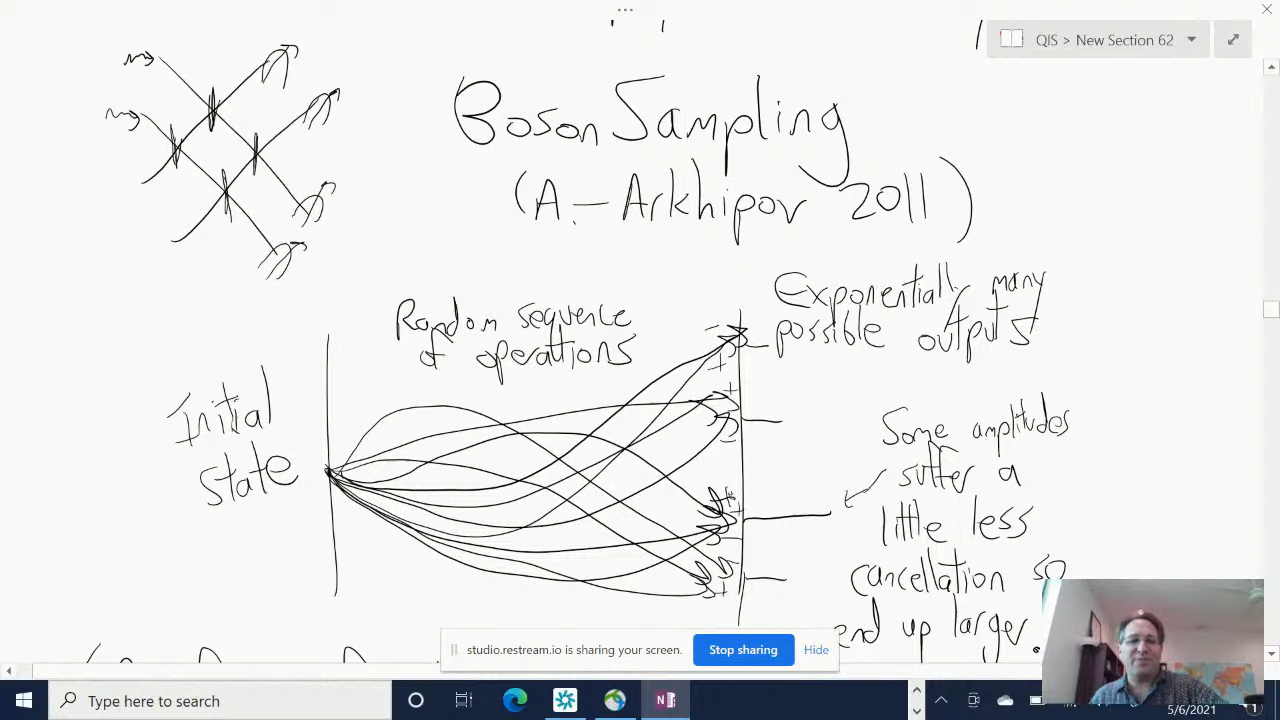 QIS > New Section 62
Boson Sampling
(A.-Arkhipov 2011)
Random sequence
of operations
Exponentially many
possible outputs
Initial
state
Some amplitudes
suffer a
little less
cancellation so
end up larger.
studio.restream.io is sharing your screen.
Stop sharing
Hide
Type here to search
5/6/2021
1